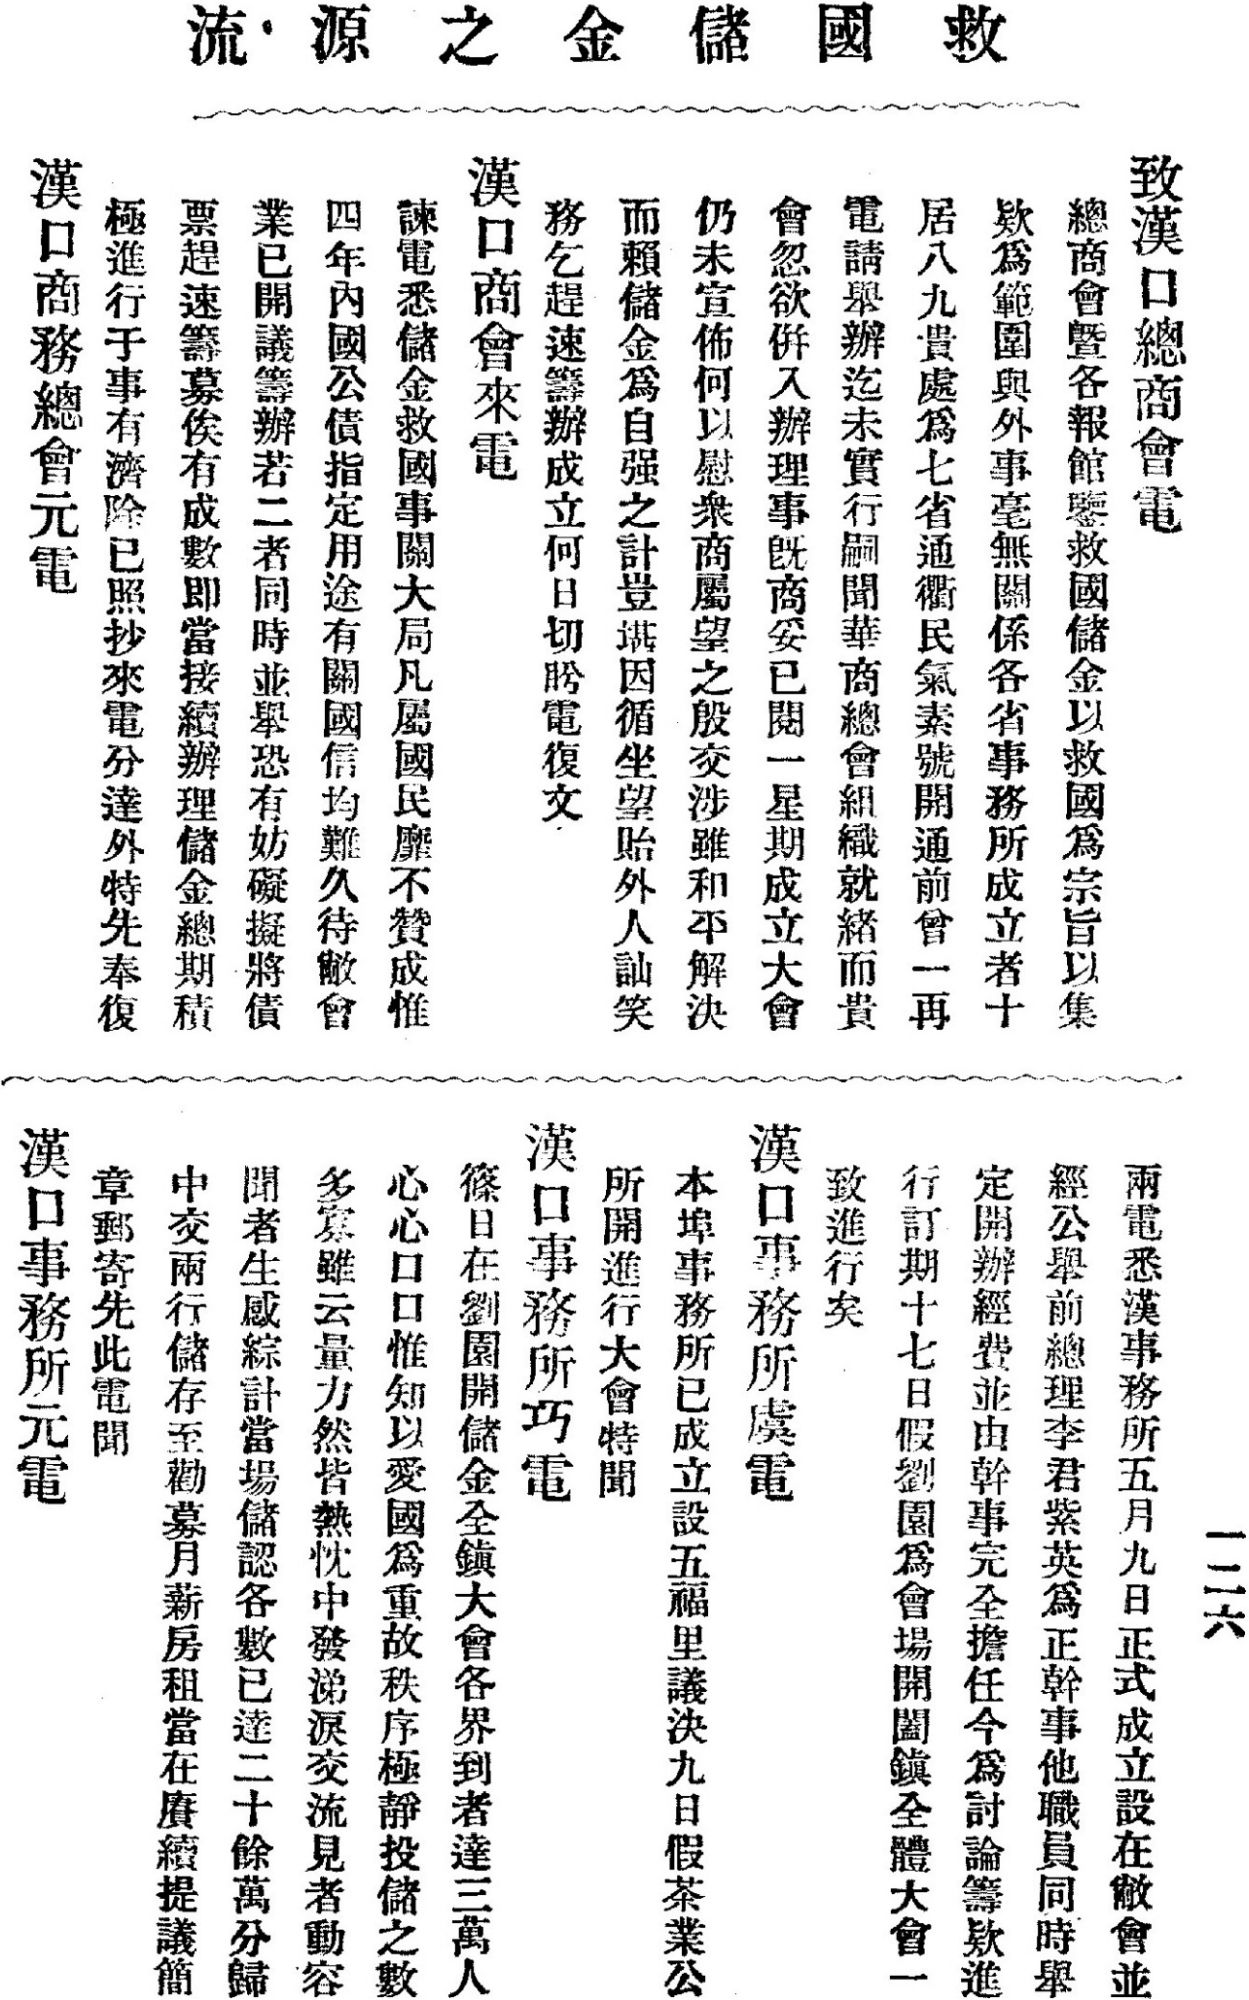 救國儲金之源流
致漢口總商會電
總商會暨各報館鑒救國儲金以救國爲宗旨以集
欵爲範圍與外事毫無關係各省事務所成立者十
居八九貴處爲七省通衢民氣素號開通前曾一再
電請舉辦迄未實行嗣聞華商總會組織就緒而貴
會忽欲倂入辦理事旣商妥已閱一星期成立大會
仍未宣佈何以慰衆商屬望之殷交涉雖和平解決
而賴儲金爲自强之計豈堪因循坐望貽外人訕笑
務乞趕速籌辦成立何日切盻電復文
漢口商會來電
諫電悉儲金救國事關大局凡屬國民靡不贊成惟
四年內國公債指定用途有關國信均難久待敝會
業已開議籌辦若二者同時並舉恐有妨礙擬將債
票趕速籌募俟有成數即當接續辦理儲金總期積
極進行于事有濟除已照抄來電分達外特先奉復
漢口商務總會元電
兩電悉漢事務所五月九日正式成立設在敝會並
經公舉前總理李君紫英爲正幹事他職員同時舉
定開辦經費並由幹事完全擔任今爲討論籌欵進
行訂期十七日假劉園爲會場開闔鎭全體大會一
致進行矣
漢口事務所虞電
本埠事務所已成立設五福里議決九日假茶業公
所開進行大會特聞
漢口事務所巧電
篠日在劉園開儲金全鎭大會各界到者達三萬人
心心口口惟知以愛國爲重故秩序極靜投儲之數
多寡雖云量力然皆熱忱中發涕淚交流見者動容
聞者生感綜計當場儲認各數已達二十餘萬分歸
中交兩行儲存至勸募月薪房租當在賡續提議簡
章郵寄先此電聞
漢口事務所元電
一二六